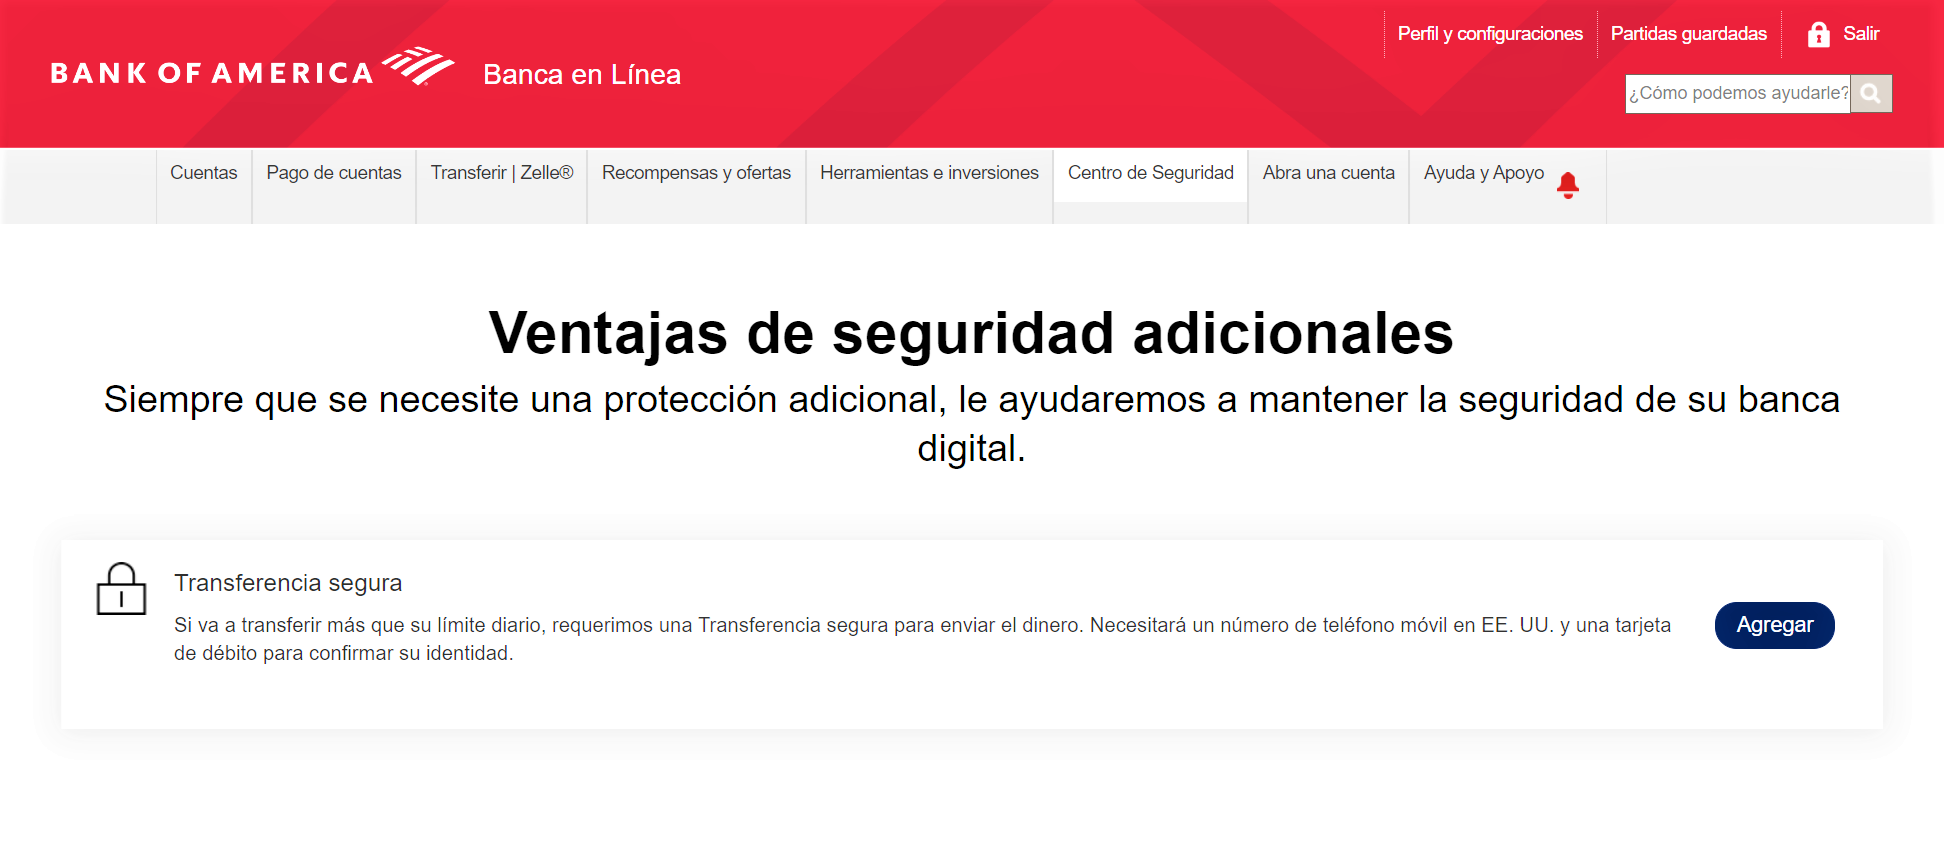 Perfil y configuraciones
Partidas guardadas
Salir
BANK OF AMERICA
Banca en Línea
¿Cómo podemos ayudarle?
Cuentas
Pago de cuentas
Transferir | Zelle®
Recompensas y ofertas
Herramientas e inversiones
Centro de Seguridad
Abra una cuenta
Ayuda y Apoyo
Ventajas de seguridad adicionales
Siempre que se necesite una protección adicional, le ayudaremos a mantener la seguridad de su banca
digital.
Transferencia segura
Si va a transferir más que su límite diario, requerimos una Transferencia segura para enviar el dinero. Necesitará un número de teléfono móvil en EE. UU. y una tarjeta
de débito para confirmar su identidad.
Agregar